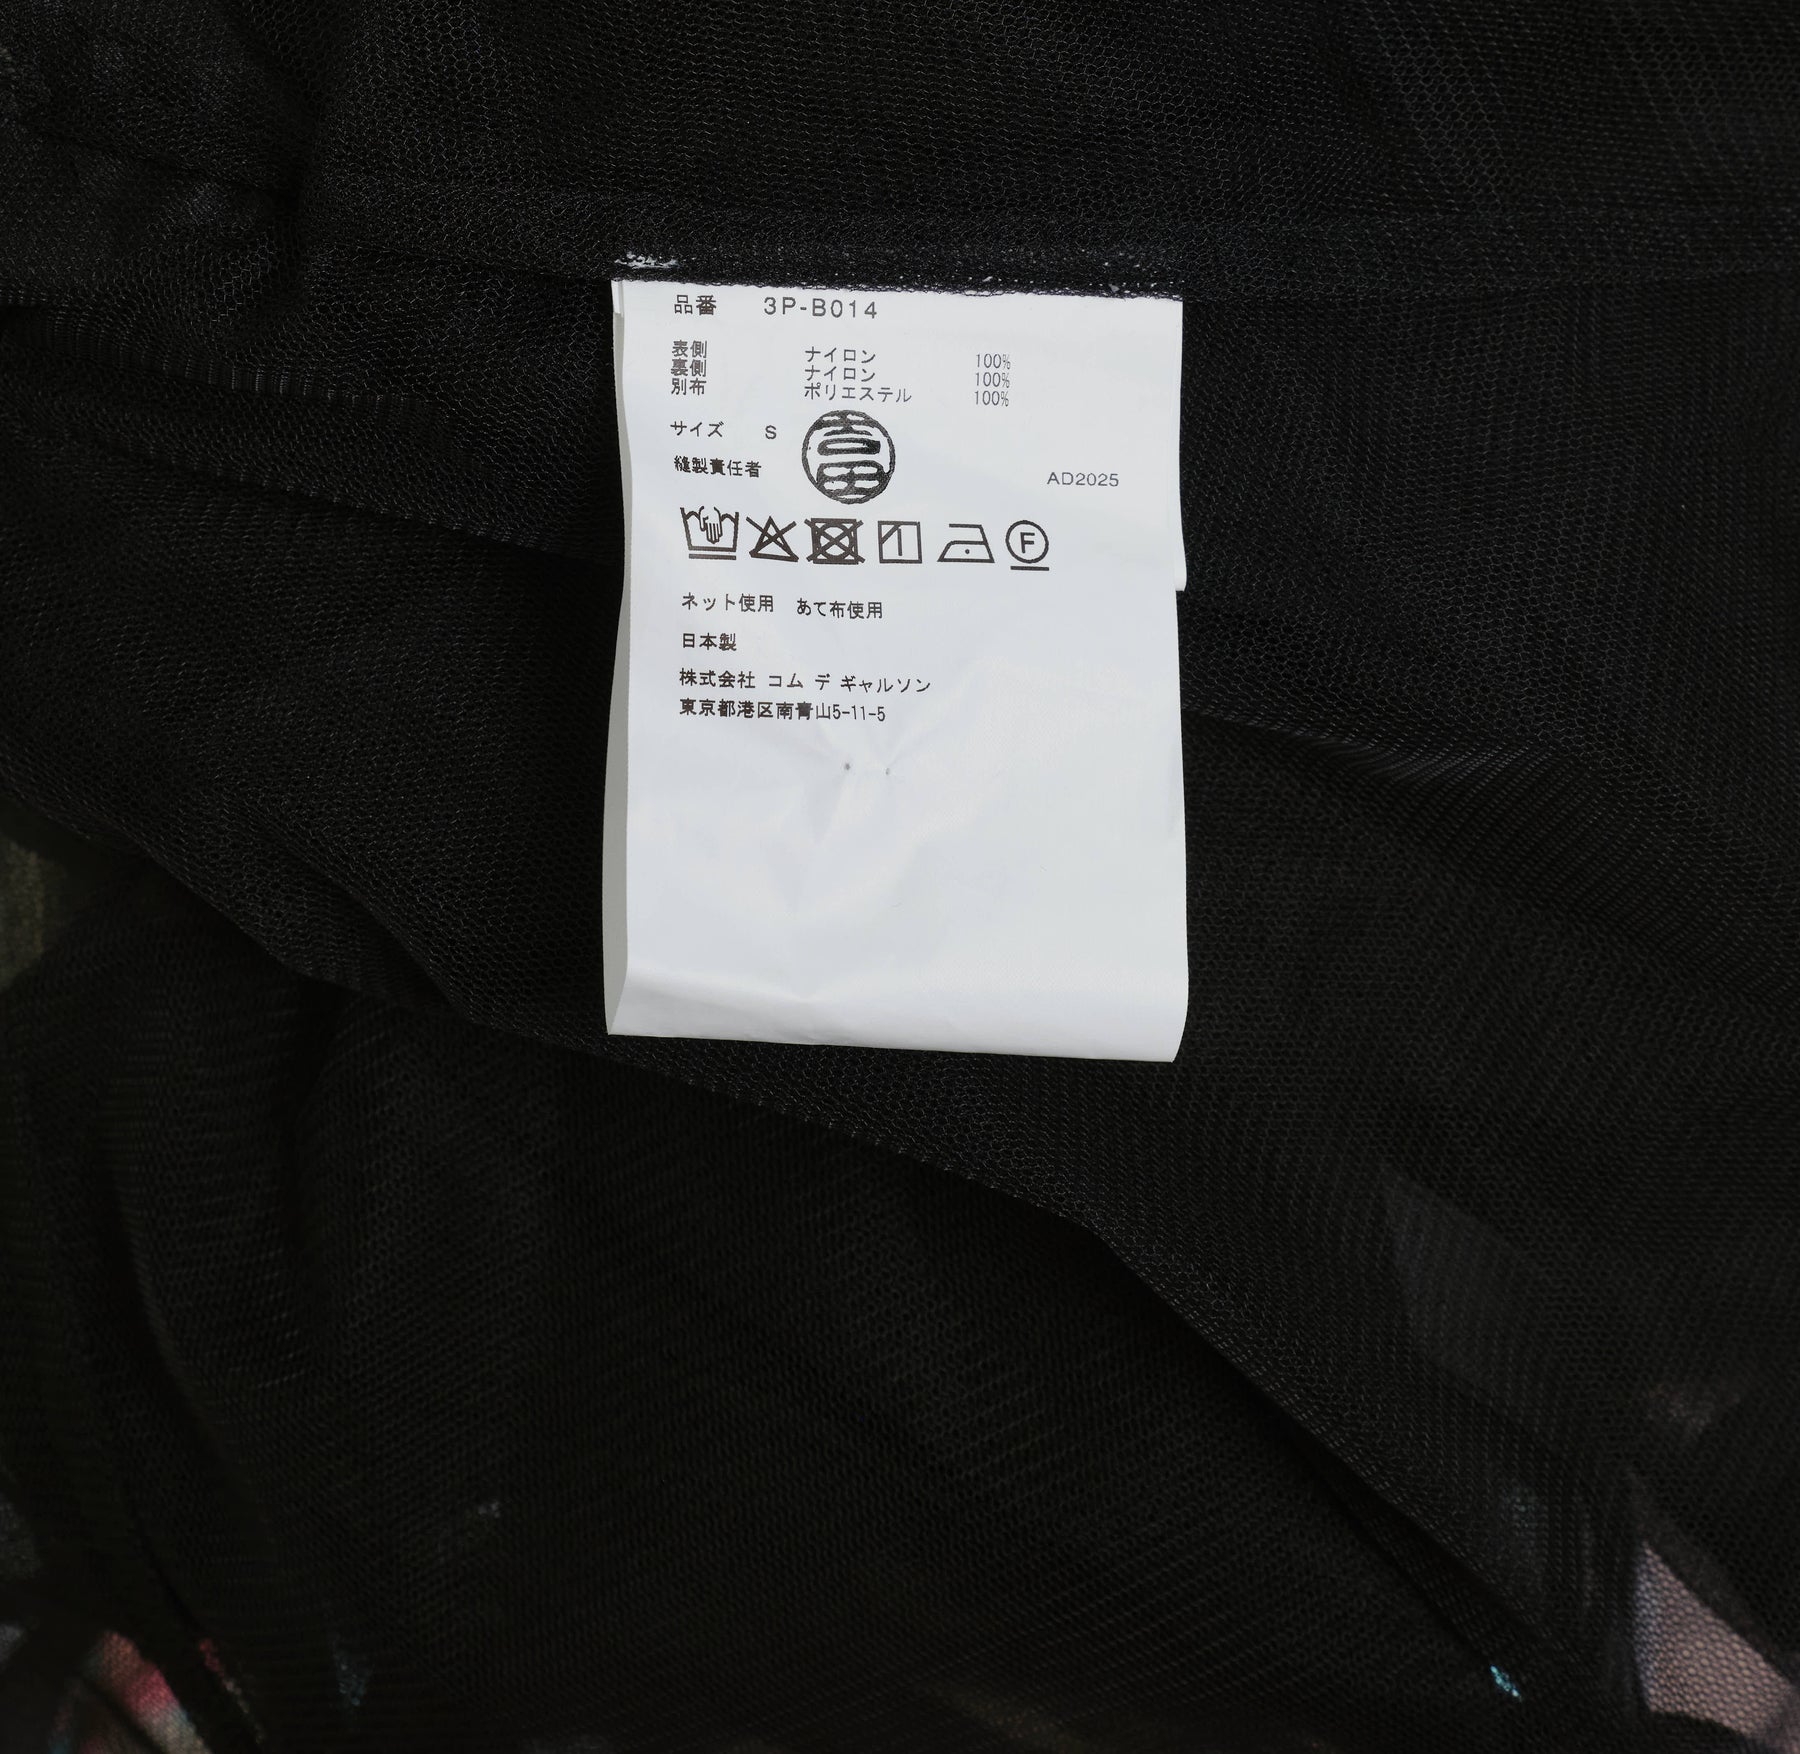 品番 3P-B014
表側 ナイロン 100%
裏側 ナイロン 100%
別布 ポリエステル 100%
サイズ S
縫製責任者 吉田 AD2025
F
ネット使用 あて布使用
日本製
株式会社 コム デ ギャルソン
東京都港区南青山5-11-5